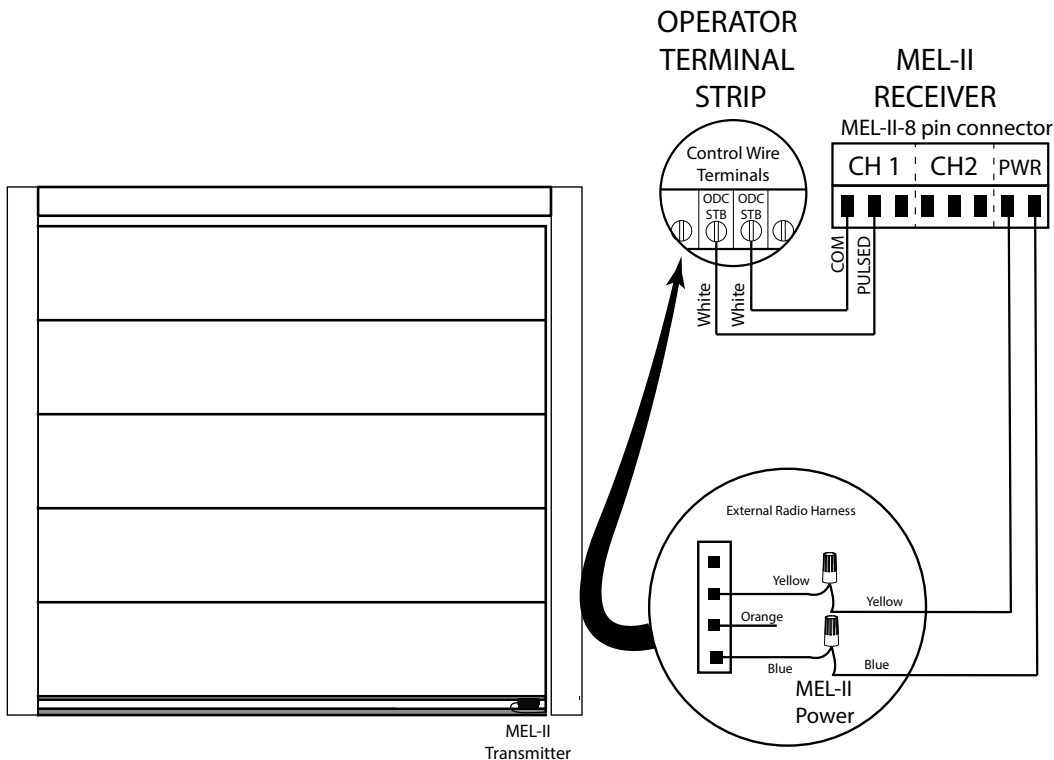 OPERATOR
TERMINAL
STRIP
MEL-II
RECEIVER
MEL-II-8 pin connector
Control Wire
Terminals
CH 1
CH2
PWR
ODC
STB
ODC
STB
COM
PULSED
White
White
External Radio Harness
Yellow
Yellow
Orange
Blue
Blue
MEL-II
Power
MEL-II
Transmitter